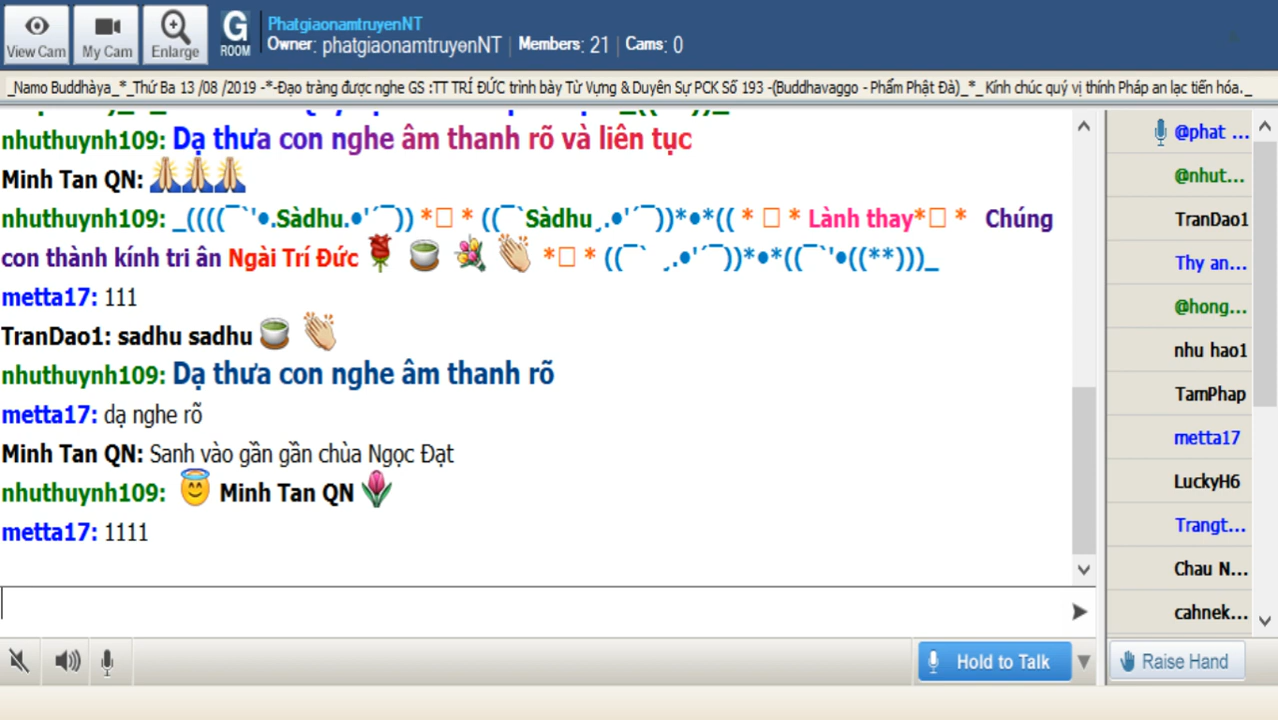 View Cam
My Cam
Enlarge
G
ROOM
PhatgiaonamtruyenNT
Owner: phatgiaonamtruyenNT | Members: 21 | Cams: 0
_Namo Buddhàya_*_Thứ Ba 13 /08 /2019 -*-Đạo tràng được nghe GS :TT TRÍ ĐỨC trình bày Từ Vựng & Duyên Sự PCK Số 193 -(Buddhavaggo - Phẩm Phật Đà)_*_ Kính chúc quý vị thính Pháp an lạc tiến hóa._
nhuthuynh109: Dạ thưa con nghe âm thanh rõ và liên tục
Minh Tan QN: 🙏🙏🙏
nhuthuynh109: _((((¯`'●.Sàdhu.●'´¯)) *□ * ((¯`Sàdhu¸.●'´¯))*●*(( * □ * Lành thay*□ * Chúng
con thành kính tri ân Ngài Trí Đức 🌹 🍵 💐 👏 *□ * ((¯` ¸.●'´¯))*●*((¯`'●((**)))_
metta17: 111
TranDao1: sadhu sadhu 🍵 👏
nhuthuynh109: Dạ thưa con nghe âm thanh rõ
metta17: dạ nghe rõ
Minh Tan QN: Sanh vào gần gần chùa Ngọc Đạt
nhuthuynh109: 😇 Minh Tan QN 🌷
metta17: 1111
@phat ...
@nhut...
TranDao1
Thy an...
@hong...
nhu hao1
TamPhap
metta17
LuckyH6
Trangt...
Chau N...
cahnek...
Hold to Talk
Raise Hand